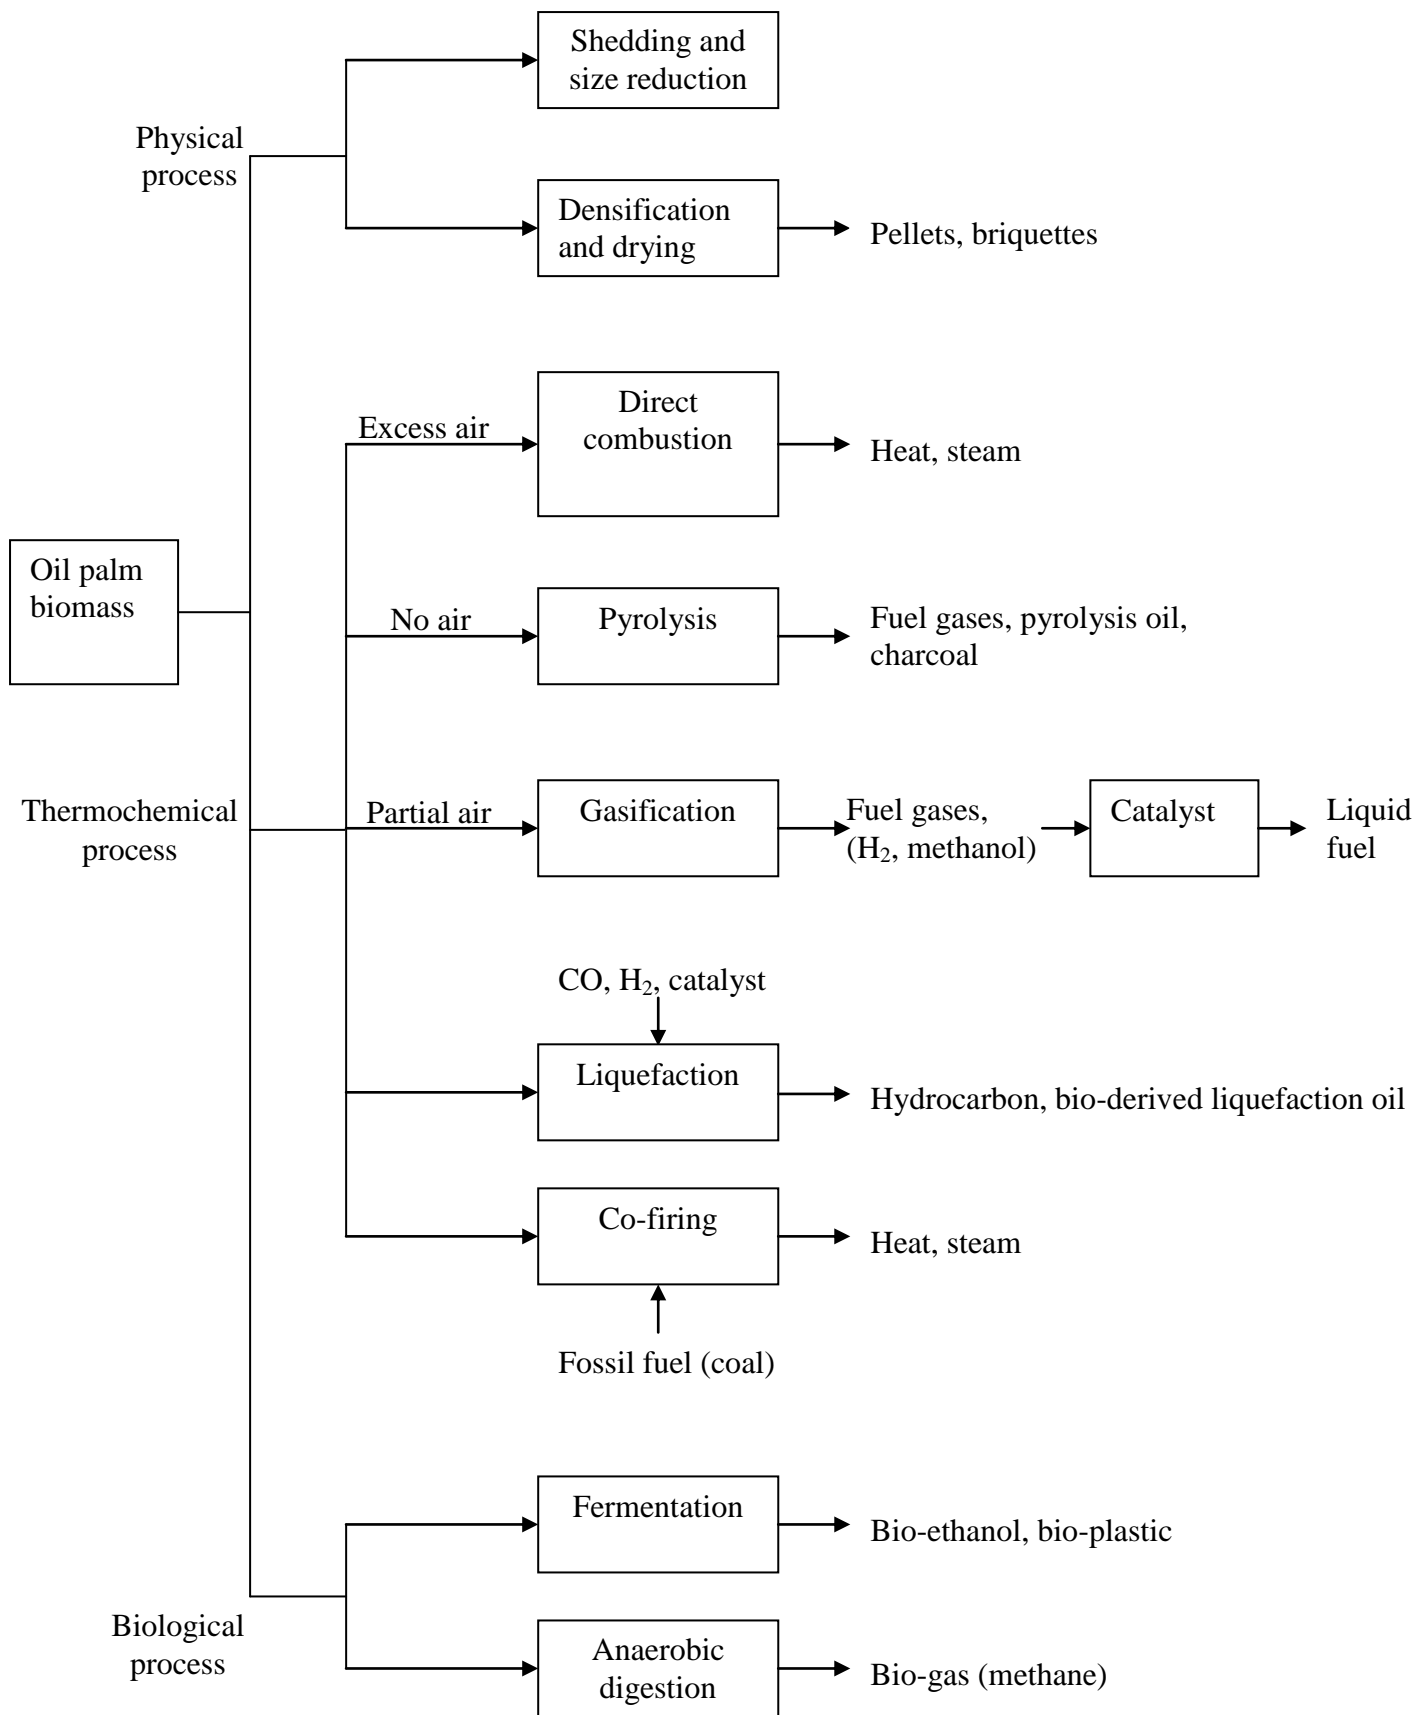 Shedding and
size reduction
Physical
process
Densification
and drying
Pellets, briquettes
Excess air
Direct
combustion
Heat, steam
Oil palm
biomass
No air
Pyrolysis
Fuel gases, pyrolysis oil,
charcoal
Thermochemical
process
Partial air
Gasification
Fuel gases,
(H₂, methanol)
Catalyst
Liquid
fuel
CO, H₂, catalyst
Liquefaction
Hydrocarbon, bio-derived liquefaction oil
Co-firing
Heat, steam
Fossil fuel (coal)
Fermentation
Bio-ethanol, bio-plastic
Biological
process
Anaerobic
digestion
Bio-gas (methane)